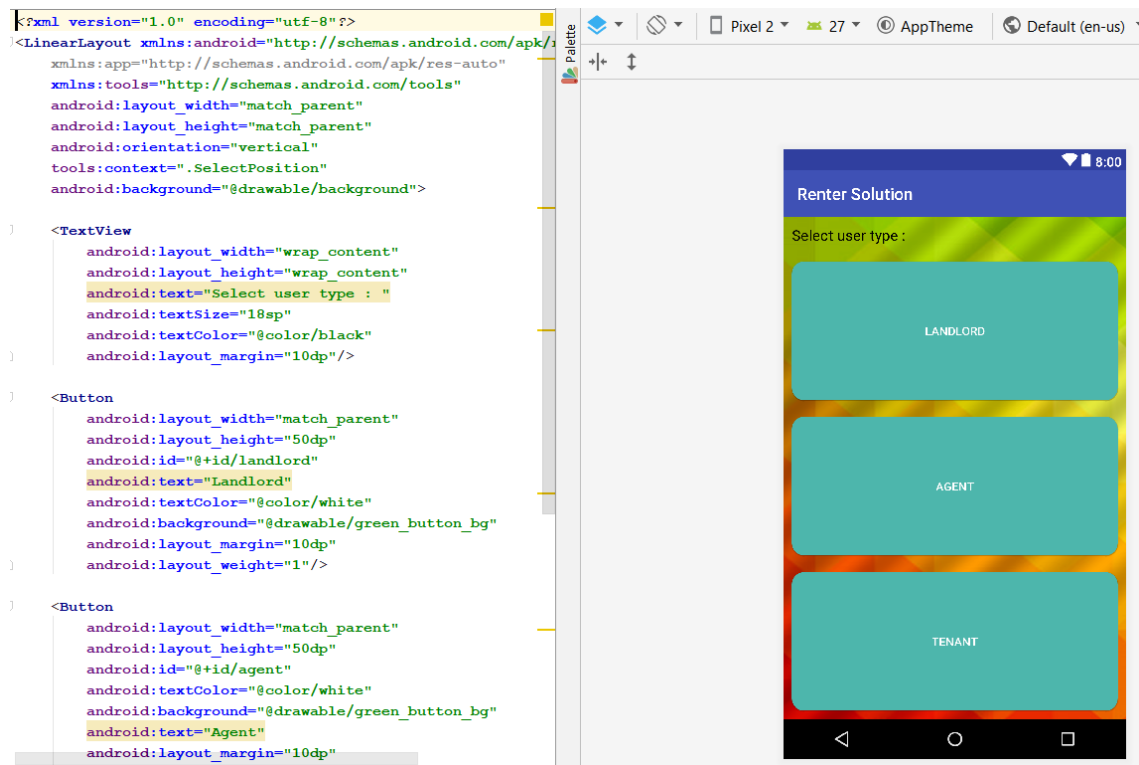 <?xml version="1.0" encoding="utf-8"?>
<LinearLayout xmlns:android="http://schemas.android.com/apk/
xmlns:app="http://schemas.android.com/apk/res-auto"
xmlns:tools="http://schemas.android.com/tools"
android:layout_width="match_parent"
android:layout_height="match_parent"
android:orientation="vertical"
tools:context=".SelectPosition"
android:background="@drawable/background">
<TextView
android:layout_width="wrap_content"
android:layout_height="wrap_content"
android:text="Select user type : "
android:textSize="18sp"
android:textColor="@color/black"
android:layout_margin="10dp"/>
<Button
android:layout_width="match_parent"
android:layout_height="50dp"
android:id="@+id/landlord"
android:text="Landlord"
android:textColor="@color/white"
android:background="@drawable/green_button_bg"
android:layout_margin="10dp"
android:layout_weight="1"/>
<Button
android:layout_width="match_parent"
android:layout_height="50dp"
android:id="@+id/agent"
android:textColor="@color/white"
android:background="@drawable/green_button_bg"
android:text="Agent"
android:layout_margin="10dp"
Palette
Pixel 2 27 AppTheme Default (en-us)
8:00
Renter Solution
Select user type :
LANDLORD
AGENT
TENANT